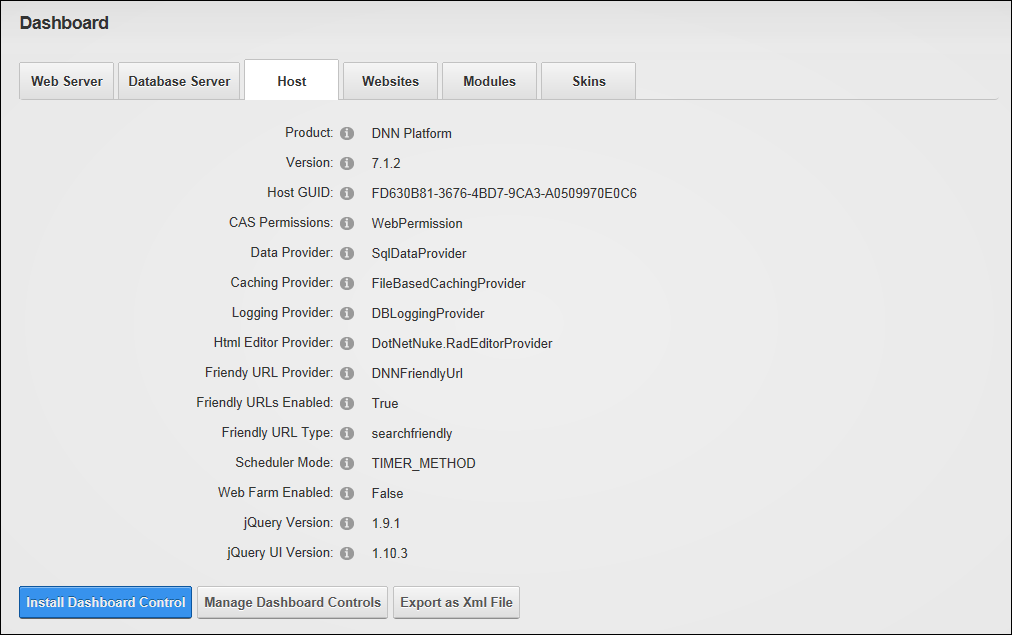 Dashboard
Web Server Database Server Host Websites Modules Skins
Product: DNN Platform
Version: 7.1.2
Host GUID: FD630B81-3676-4BD7-9CA3-A0509970E0C6
CAS Permissions: WebPermission
Data Provider: SqlDataProvider
Caching Provider: FileBasedCachingProvider
Logging Provider: DBLoggingProvider
Html Editor Provider: DotNetNuke.RadEditorProvider
Friendy URL Provider: DNNFriendlyUrl
Friendly URLs Enabled: True
Friendly URL Type: searchfriendly
Scheduler Mode: TIMER_METHOD
Web Farm Enabled: False
jQuery Version: 1.9.1
jQuery UI Version: 1.10.3
Install Dashboard Control Manage Dashboard Controls Export as Xml File